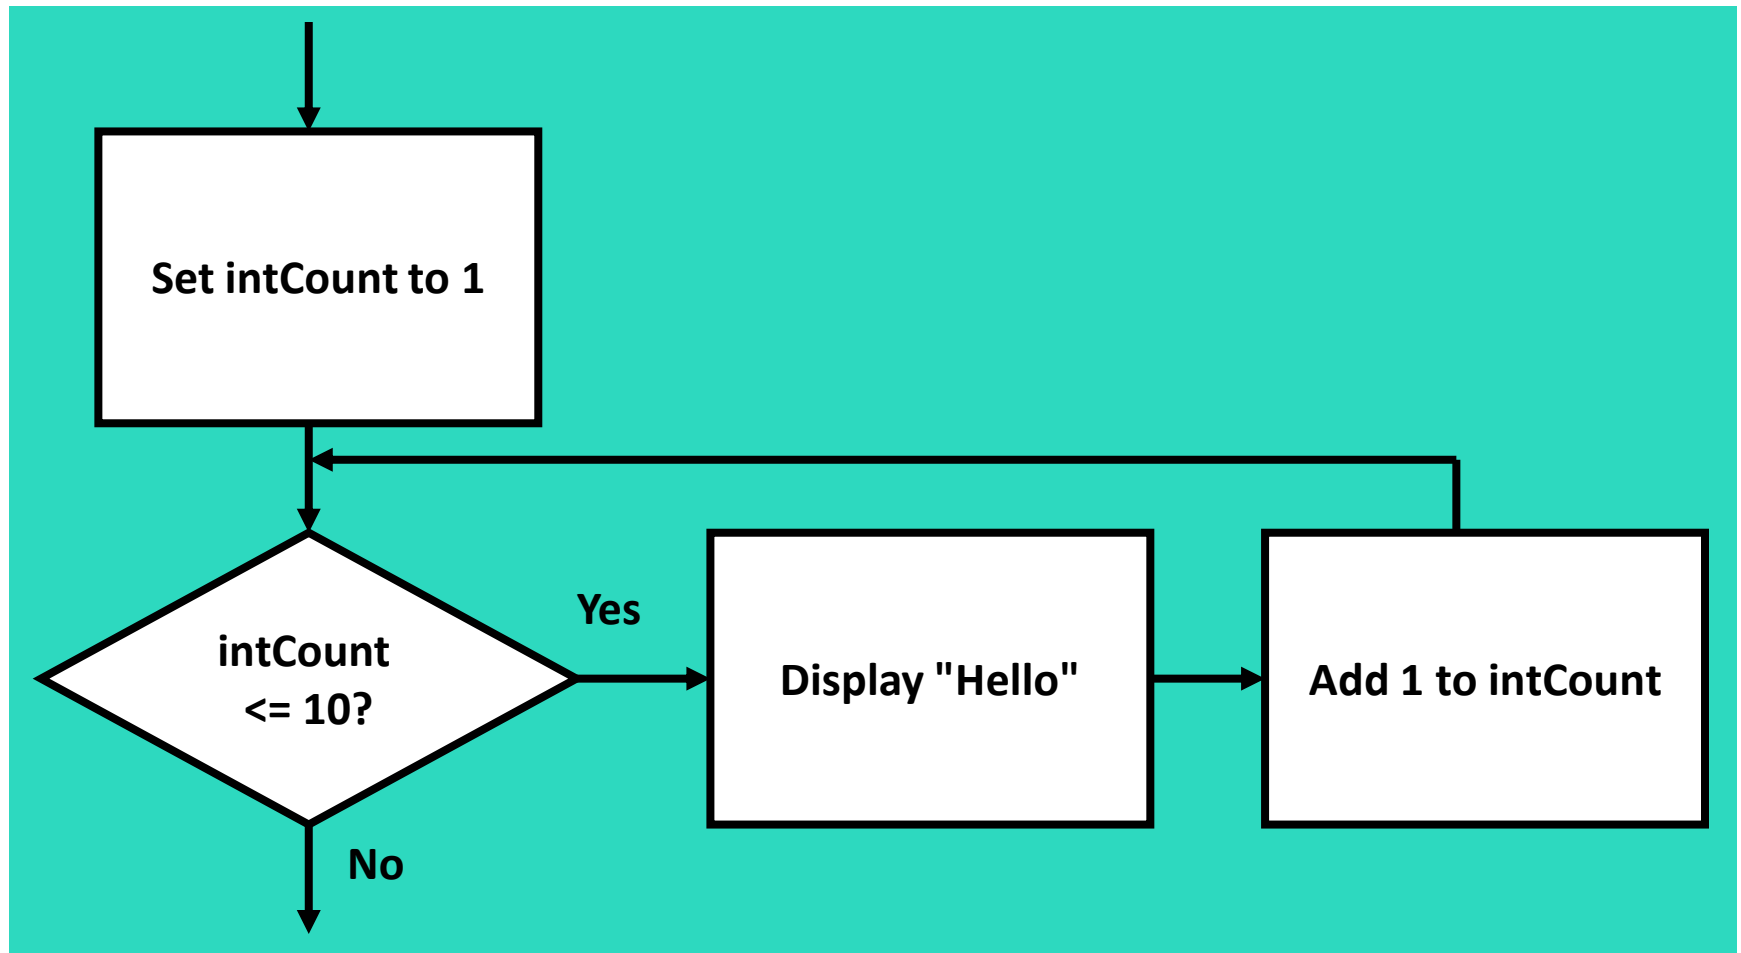 Set intCount to 1
Yes
intCount
<= 10?
Display "Hello"
Add 1 to intCount
No